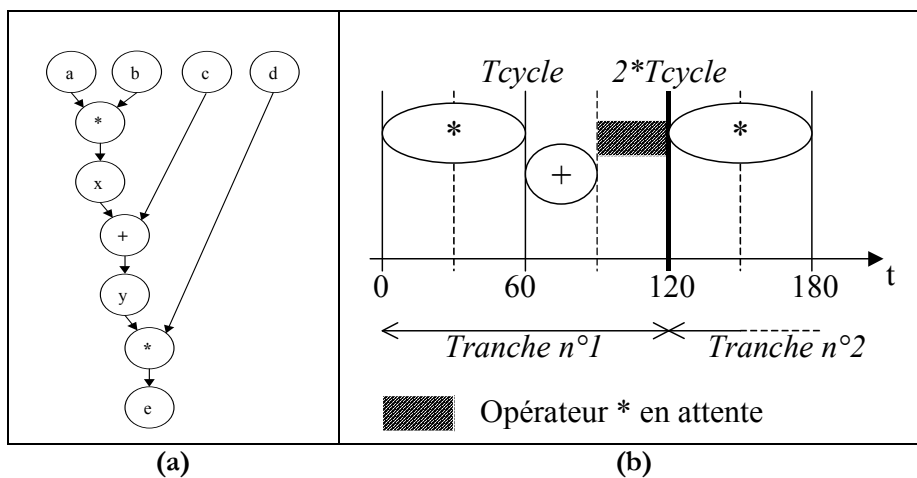 a b c d
*
x
+
y
*
e
Tcycle 2*Tcycle
* *
+
0 60 120 180 t
Tranche n°1 Tranche n°2
Opérateur * en attente
(a) (b)